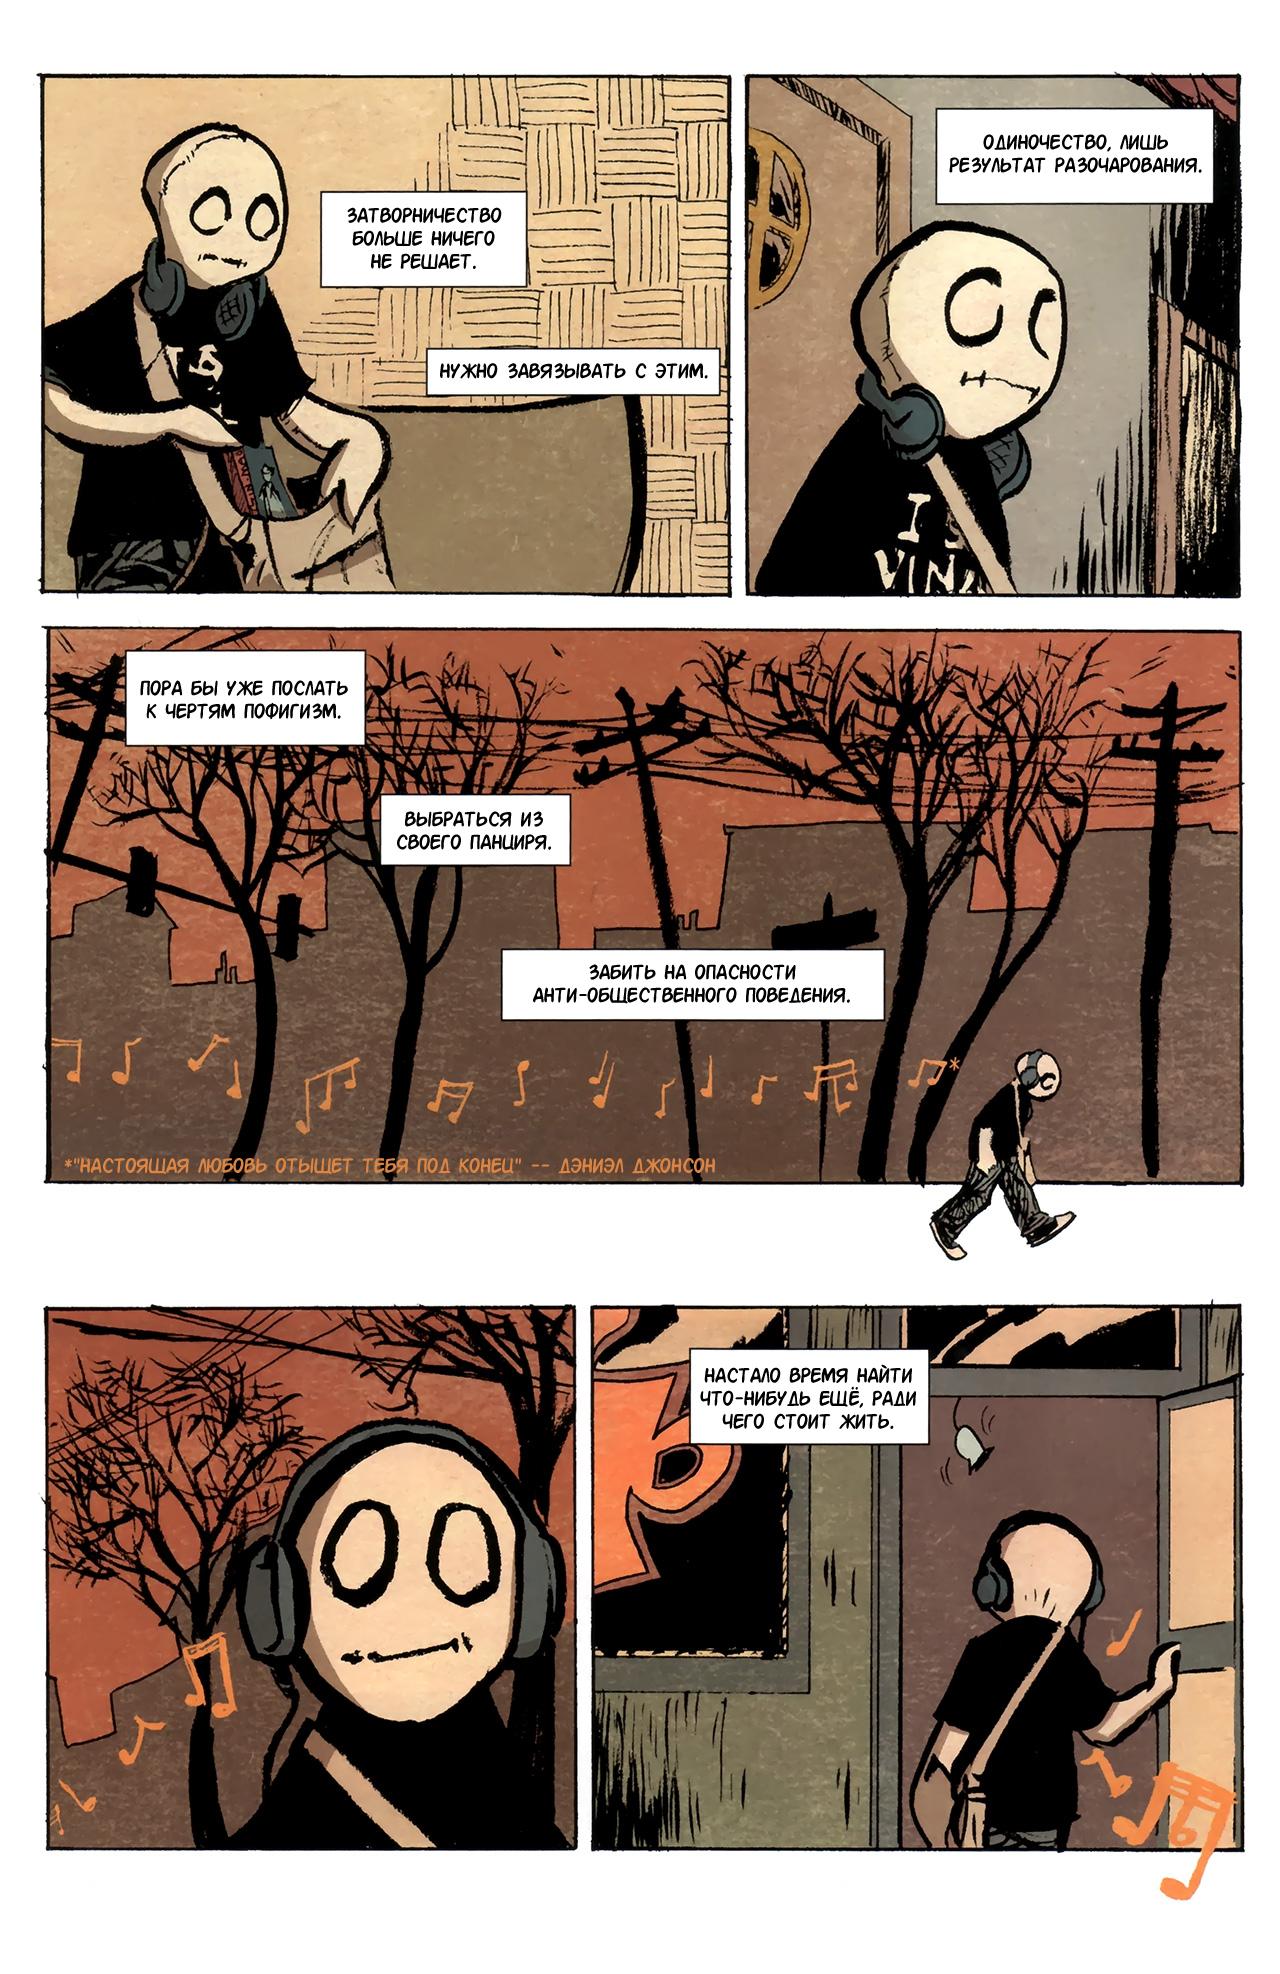 ЗАТВОРНИЧЕСТВО
БОЛЬШЕ НИЧЕГО
НЕ РЕШАЕТ.
НУЖНО ЗАВЯЗЫВАТЬ С ЭТИМ.
ОДИНОЧЕСТВО, ЛИШЬ
РЕЗУЛЬТАТ РАЗОЧАРОВАНИЯ.
I
VIN
ПОРА БЫ УЖЕ ПОСЛАТЬ
К ЧЕРТЯМ ПОФИГИЗМ.
ВЫБРАТЬСЯ ИЗ
СВОЕГО ПАНЦИРЯ.
ЗАБИТЬ НА ОПАСНОСТИ
АНТИ-ОБЩЕСТВЕННОГО ПОВЕДЕНИЯ.
*
*"НАСТОЯЩАЯ ЛЮБОВЬ ОТЫЩЕТ ТЕБЯ ПОД КОНЕЦ" -- ДЭНИЭЛ ДЖОНСОН
НАСТАЛО ВРЕМЯ НАЙТИ
ЧТО-НИБУДЬ ЕЩЁ, РАДИ
ЧЕГО СТОИТ ЖИТЬ.